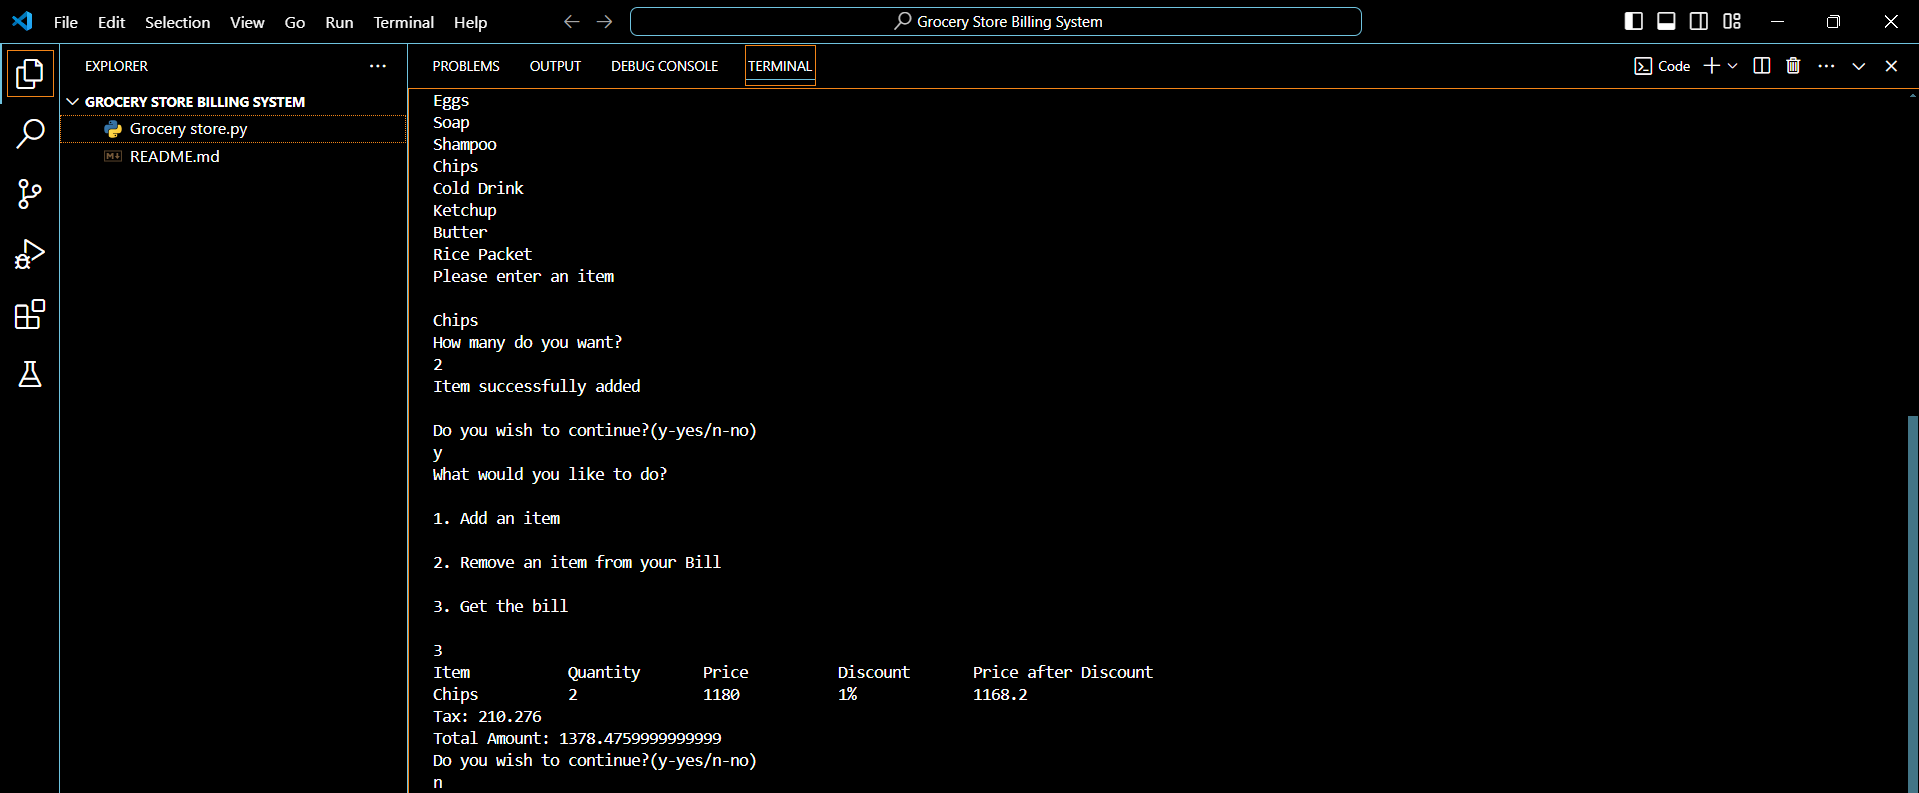 File Edit Selection View Go Run Terminal Help
Grocery Store Billing System
EXPLORER
GROCERY STORE BILLING SYSTEM
Grocery store.py
README.md
PROBLEMS OUTPUT DEBUG CONSOLE TERMINAL
Code
Eggs
Soap
Shampoo
Chips
Cold Drink
Ketchup
Butter
Rice Packet
Please enter an item
Chips
How many do you want?
2
Item successfully added
Do you wish to continue?(y-yes/n-no)
y
What would you like to do?
1. Add an item
2. Remove an item from your Bill
3. Get the bill
3
Item Quantity Price Discount Price after Discount
Chips 2 1180 1% 1168.2
Tax: 210.276
Total Amount: 1378.4759999999999
Do you wish to continue?(y-yes/n-no)
n